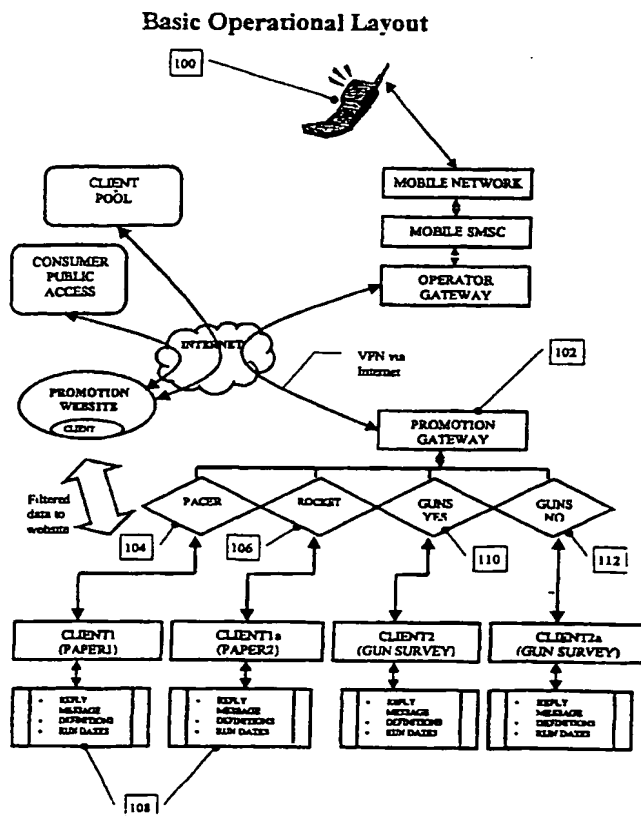 Basic Operational Layout
100
CLIENT
POOL
MOBILE NETWORK
MOBILE SMSC
CONSUMER
PUBLIC
ACCESS
OPERATOR
GATEWAY
INTERNET
VPN via
Internet
102
PROMOTION
WEBSITE
CLIENT
PROMOTION
GATEWAY
Filtered
data to
website
PACER
ROCKET
GUNS
YES
GUNS
NO
104
106
110
112
CLIENT1
(PAPER1)
CLIENT1a
(PAPER2)
CLIENT2
(GUN SURVEY)
CLIENT2a
(GUN SURVEY)
• REPLY
MESSAGE
• DEFINITIONS
• RUN DATES
• REPLY
MESSAGE
• DEFINITIONS
• RUN DATES
• REPLY
MESSAGE
• DEFINITIONS
• RUN DATES
• REPLY
MESSAGE
• DEFINITIONS
• RUN DATES
108